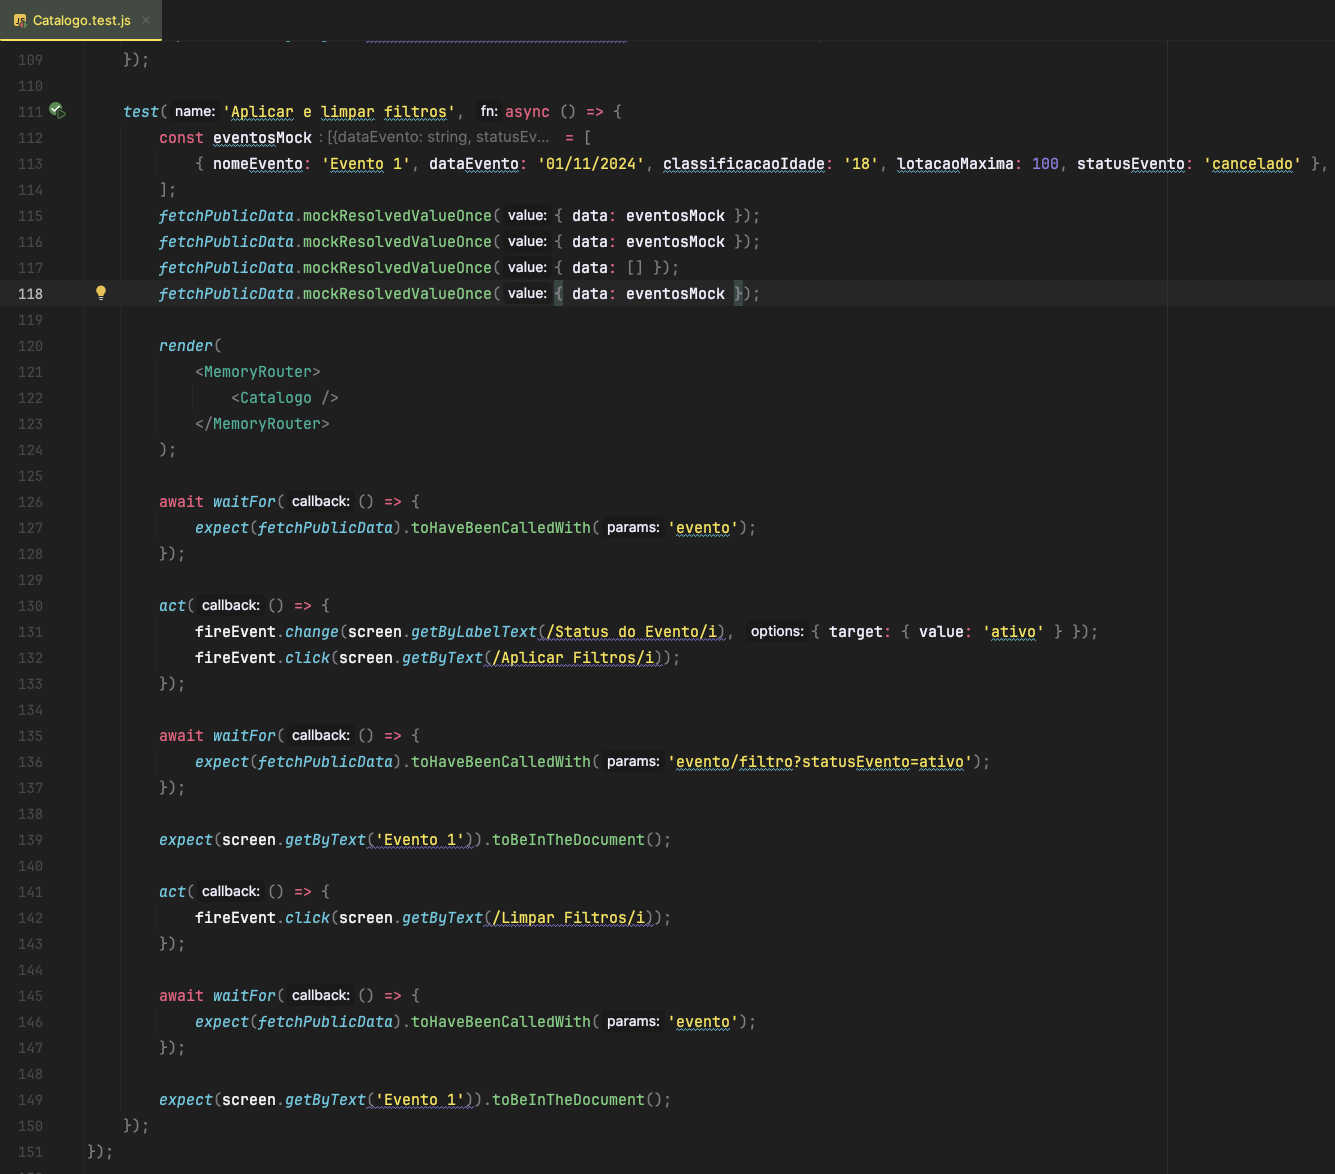 Catalogo.test.js ×
109 });
110
111 test( name: 'Aplicar e limpar filtros', fn: async () => {
112 const eventosMock : [{dataEvento: string, statusEv... = [
113 { nomeEvento: 'Evento 1', dataEvento: '01/11/2024', classificacaoIdade: '18', lotacaoMaxima: 100, statusEvento: 'cancelado' },
114 ];
115 fetchPublicData.mockResolvedValueOnce( value: { data: eventosMock });
116 fetchPublicData.mockResolvedValueOnce( value: { data: eventosMock });
117 fetchPublicData.mockResolvedValueOnce( value: { data: [] });
118 fetchPublicData.mockResolvedValueOnce( value: { data: eventosMock });
119
120 render(
121 <MemoryRouter>
122 <Catalogo />
123 </MemoryRouter>
124 );
125
126 await waitFor( callback: () => {
127 expect(fetchPublicData).toHaveBeenCalledWith( params: 'evento');
128 });
129
130 act( callback: () => {
131 fireEvent.change(screen.getByLabelText(/Status do Evento/i), options: { target: { value: 'ativo' } });
132 fireEvent.click(screen.getByText(/Aplicar Filtros/i));
133 });
134
135 await waitFor( callback: () => {
136 expect(fetchPublicData).toHaveBeenCalledWith( params: 'evento/filtro?statusEvento=ativo');
137 });
138
139 expect(screen.getByText('Evento 1')).toBeInTheDocument();
140
141 act( callback: () => {
142 fireEvent.click(screen.getByText(/Limpar Filtros/i));
143 });
144
145 await waitFor( callback: () => {
146 expect(fetchPublicData).toHaveBeenCalledWith( params: 'evento');
147 });
148
149 expect(screen.getByText('Evento 1')).toBeInTheDocument();
150 });
151 });